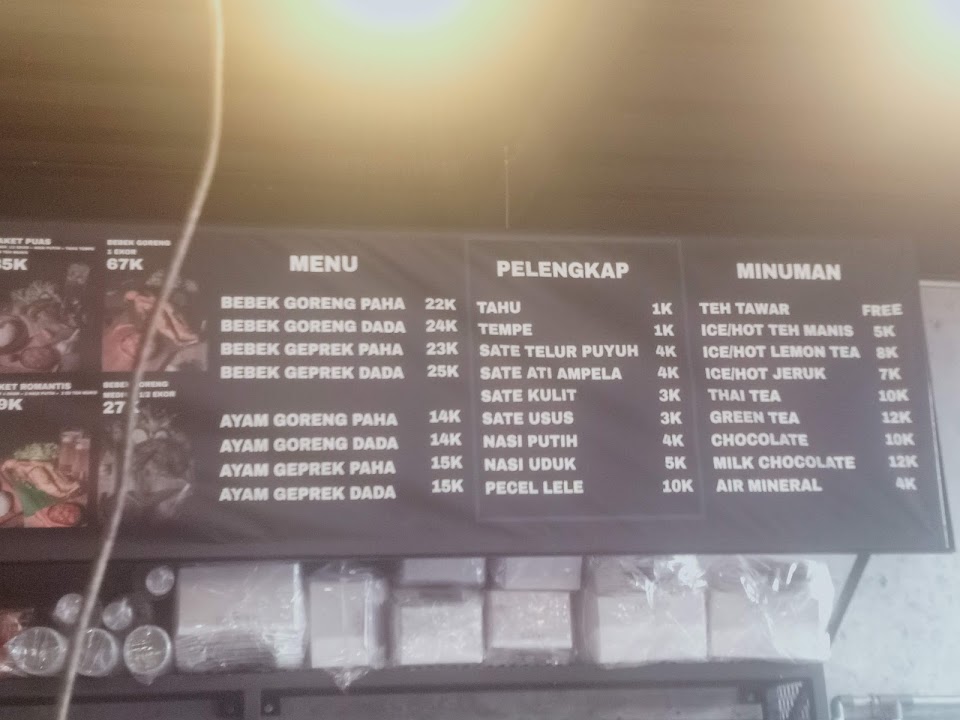 PUAS
BEBEK GORENG
1 EKOR
67K
ROMANTIS
MENU
BEBEK GORENG PAHA 22K
BEBEK GORENG DADA 24K
BEBEK GEPREK PAHA 23K
BEBEK GEPREK DADA 25K
AYAM GORENG PAHA 14K
AYAM GORENG DADA 14K
AYAM GEPREK PAHA 15K
AYAM GEPREK DADA 15K
PELENGKAP
TAHU 1K
TEMPE 1K
SATE TELUR PUYUH 4K
SATE ATI AMPELA 4K
SATE KULIT 3K
SATE USUS 3K
NASI PUTIH 4K
NASI UDUK 5K
PECEL LELE 10K
MINUMAN
TEH TAWAR FREE
ICE/HOT TEH MANIS 5K
ICE/HOT LEMON TEA 8K
ICE/HOT JERUK 7K
THAI TEA 10K
GREEN TEA 12K
CHOCOLATE 10K
MILK CHOCOLATE 12K
AIR MINERAL 4K